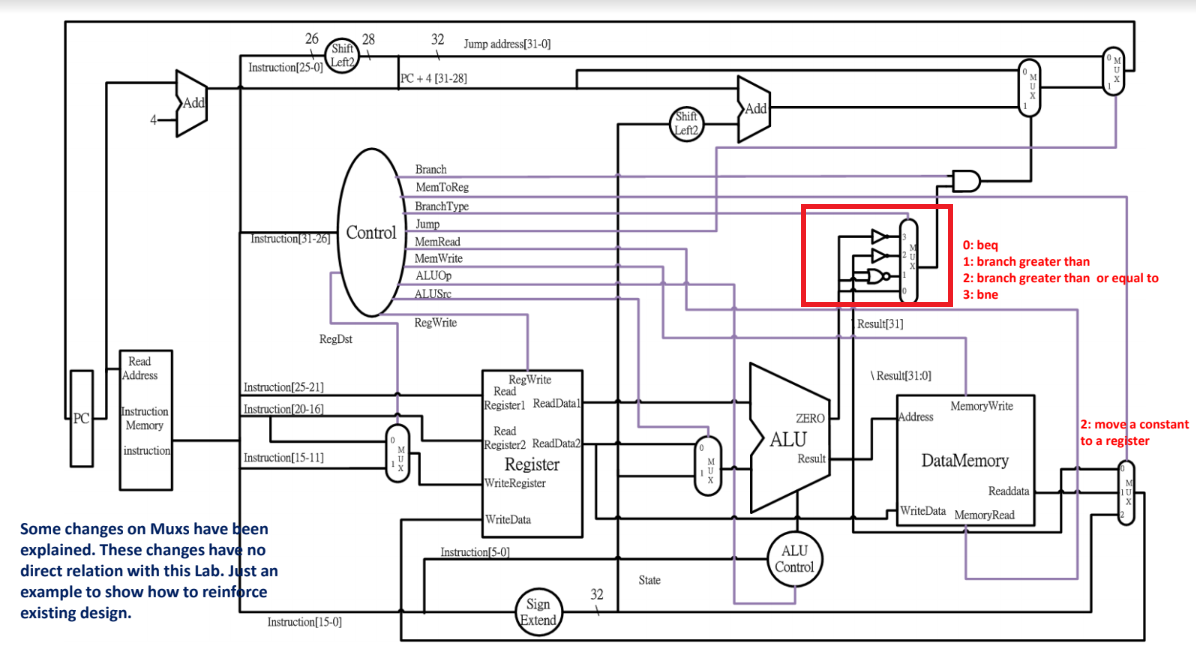 26
28
32
Jump address[31-0]
Shift
Left2
Instruction[25-0]
PC + 4 [31-28]
0
M
U
X
1
0
M
U
X
1
Add
4
Add
Shift
Left2
Branch
MemToReg
BranchType
Jump
MemRead
MemWrite
ALUOp
ALUSrc
RegWrite
Control
Instruction[31-26]
RegDst
3
M
2
U
X
1
0
0: beq
1: branch greater than
2: branch greater than or equal to
3: bne
Result[31]
\ Result[31:0]
PC
Read
Address
Instruction
Memory
instruction
Instruction[25-21]
Instruction[20-16]
Instruction[15-11]
0
M
1
U
X
RegWrite
Read
Register1
ReadData1
Read
Register2
ReadData2
Register
WriteRegister
WriteData
0
M
1
U
X
ZERO
ALU
Result
MemoryWrite
Address
DataMemory
Readdata
WriteData
MemoryRead
2: move a constant
to a register
0
M
1
U
X
2
Some changes on Muxs have been
explained. These changes have no
direct relation with this Lab. Just an
example to show how to reinforce
existing design.
Instruction[5-0]
ALU
Control
State
Sign
Extend
32
Instruction[15-0]